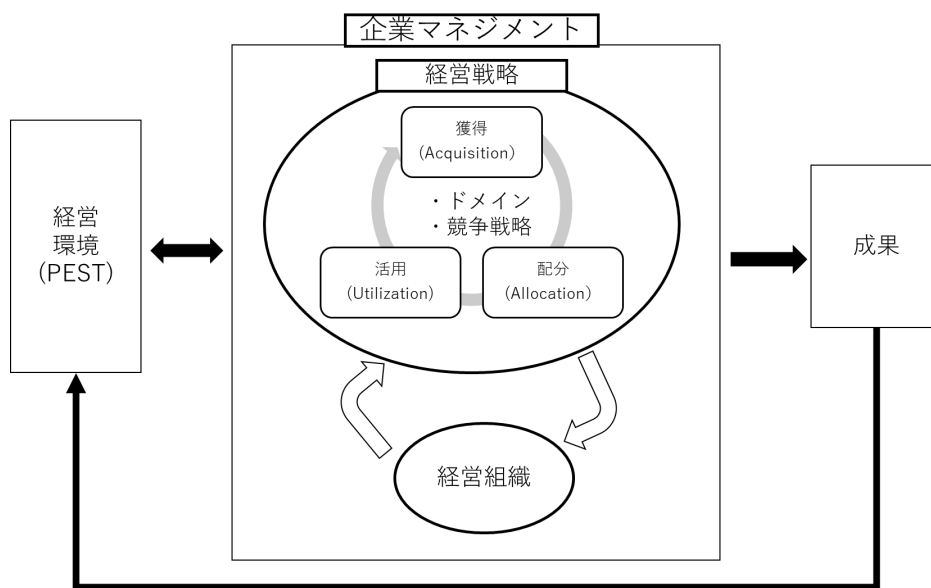 企業マネジメント
経営戦略
獲得
(Acquisition)
・ドメイン
・競争戦略
活用
(Utilization)
配分
(Allocation)
経営
環境
(PEST)
成果
経営組織